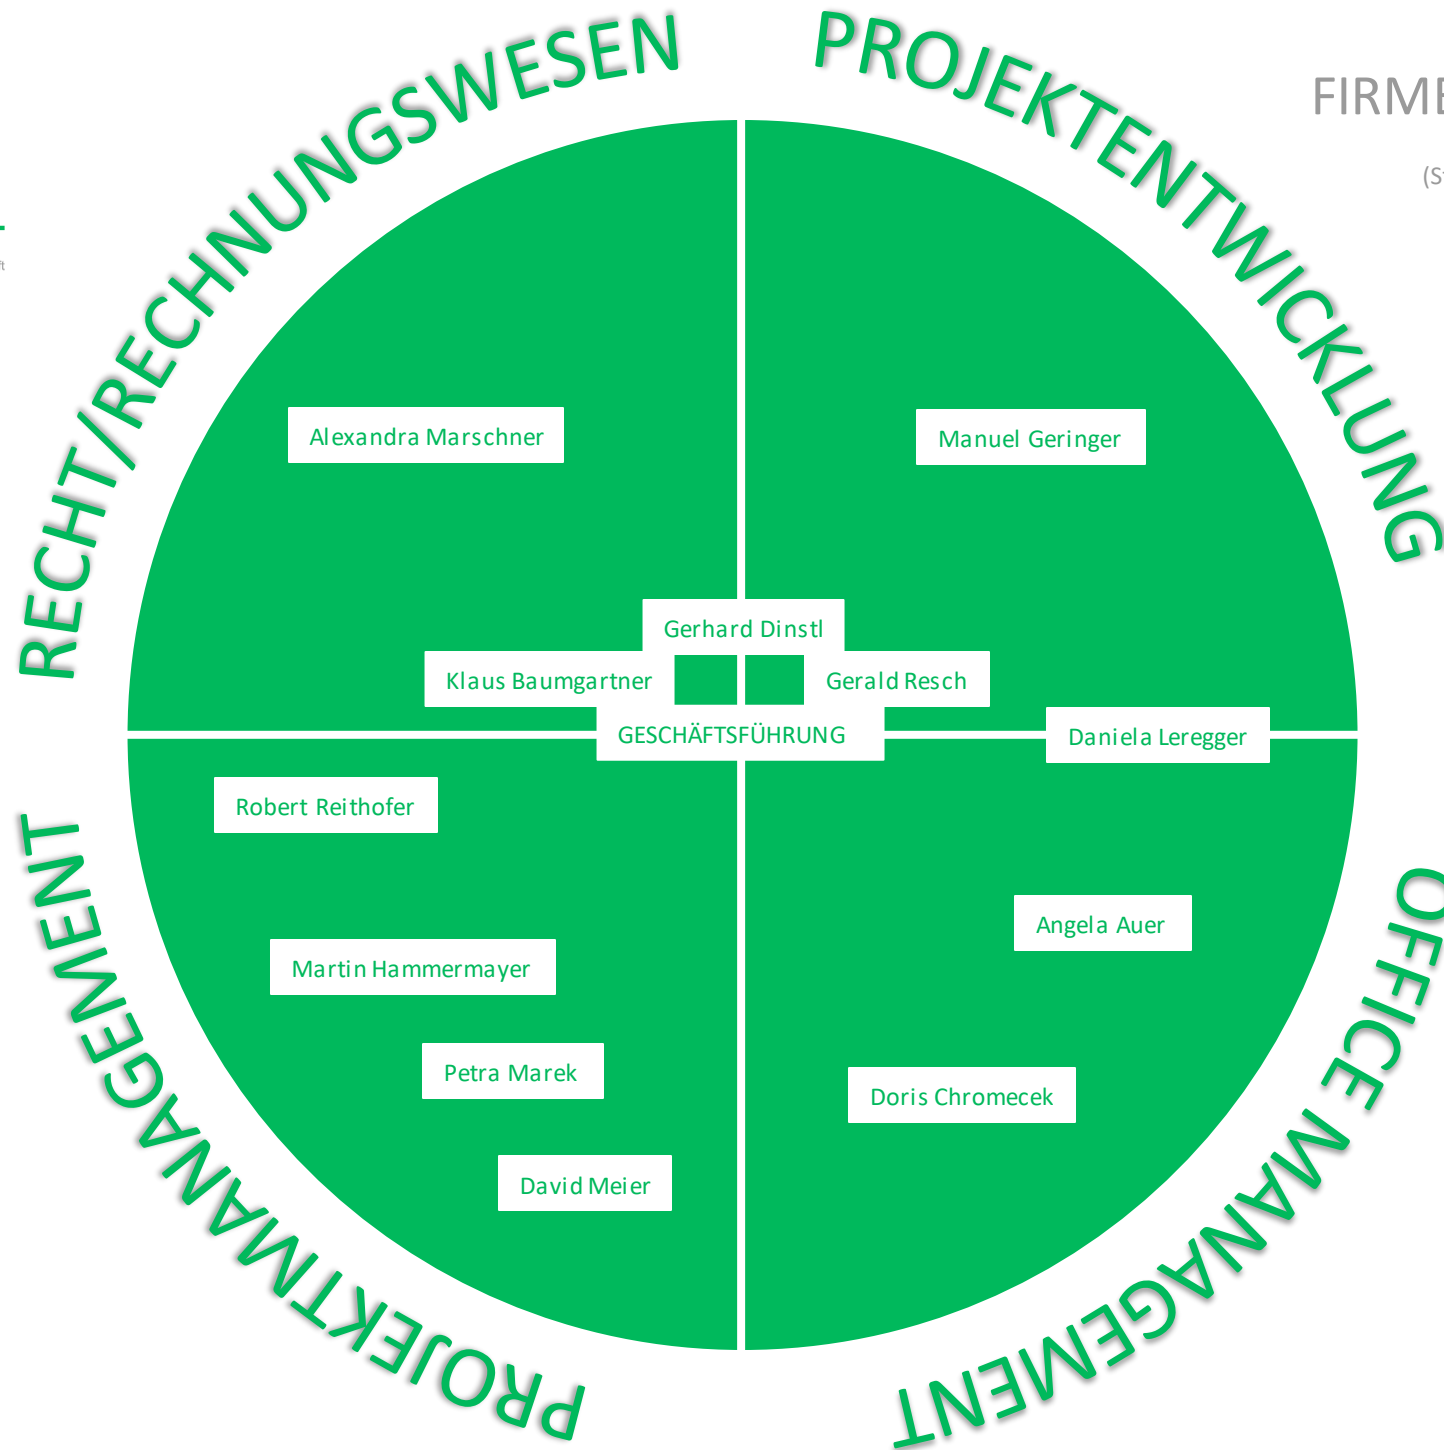 RECHT/RECHNUNGSWESEN
PROJEKTENTWICKLUNG
Alexandra Marschner
Manuel Geringer
Gerhard Dinstl
Klaus Baumgartner
Gerald Resch
GESCHÄFTSFÜHRUNG
Daniela Leregger
Robert Reithofer
Angela Auer
Martin Hammermayer
Petra Marek
Doris Chromecek
David Meier
PROJEKTMANAGEMENT
OFFICE MANAGEMENT